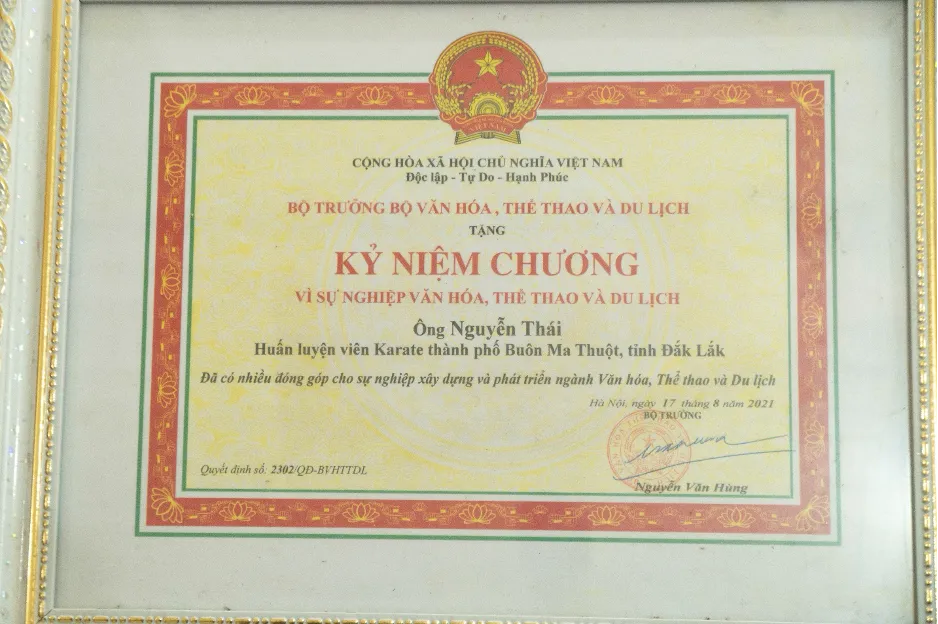 CỘNG HÒA XÃ HỘI CHỦ NGHĨA VIỆT NAM
Độc lập - Tự Do - Hạnh Phúc
BỘ TRƯỞNG BỘ VĂN HÓA , THỂ THAO VÀ DU LỊCH
TẶNG
KỶ NIỆM CHƯƠNG
VÌ SỰ NGHIỆP VĂN HÓA, THỂ THAO VÀ DU LỊCH
Ông Nguyễn Thái
Huấn luyện viên Karate thành phố Buôn Ma Thuột, tỉnh Đắk Lắk
Đã có nhiều đóng góp cho sự nghiệp xây dựng và phát triển ngành Văn hóa, Thể thao và Du lịch
Hà Nội, ngày 17 tháng 8 năm 2021
BỘ TRƯỞNG
Quyết định số: 2302/QĐ-BVHTTDL
Nguyễn Văn Hùng